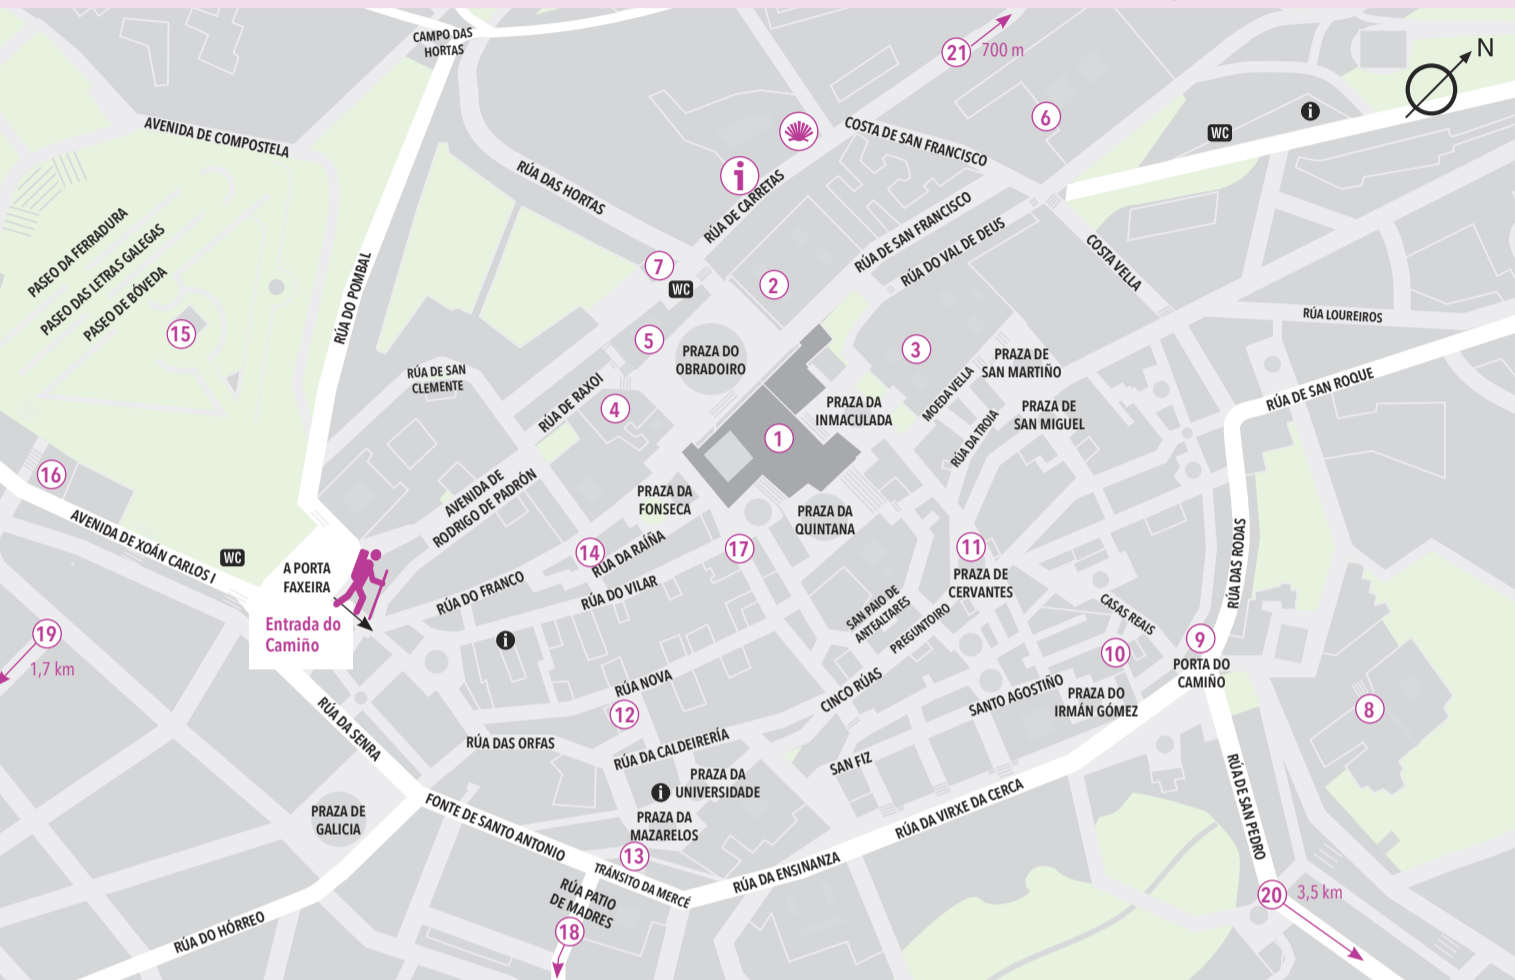 CAMPO DAS
HORTAS
21
700 m
N
6
WC
i
AVENIDA DE COMPOSTELA
COSTA DE SAN FRANCISCO
i
RÚA DAS HORTAS
RÚA DE CARRETAS
RÚA DE SAN FRANCISCO
RÚA DO VAL DE DEUS
COSTA VELLA
PASEO DA FERRADURA
PASEO DAS LETRAS GALEGAS
PASEO DE BÓVEDA
15
RÚA DO POMBAL
7
WC
2
RÚA LOUREIROS
5
PRAZA DO
OBRADOIRO
3
PRAZA DE
SAN MARTIÑO
RÚA DE SAN
CLEMENTE
RÚA DE RAXOI
4
MOEDA VELLA
RÚA DE SAN ROQUE
PRAZA DA
INMACULADA
PRAZA DE
SAN MIGUEL
RÚA DA TROIA
1
16
AVENIDA DE
RODRIGO DE PADRÓN
PRAZA DA
FONSECA
PRAZA DA
QUINTANA
AVENIDA DE XOÁN CARLOS I
WC
A PORTA
FAXEIRA
Entrada do
Camiño
14
RÚA DA RAÍÑA
17
11
PRAZA DE
CERVANTES
RÚA DAS RODAS
RÚA DO FRANCO
RÚA DO VILAR
SAN PAIO DE
ANTEALTARES
PREGUNTOIRO
CASAS REAIS
19
1,7 km
i
10
9
PORTA DO
CAMIÑO
RÚA NOVA
12
CINCO RÚAS
SANTO AGOSTIÑO
PRAZA DO
IRMÁN GÓMEZ
8
RÚA DA SENRA
RÚA DAS ORFAS
RÚA DA CALDEIRERÍA
SAN FIZ
i
PRAZA DA
UNIVERSIDADE
PRAZA DE
GALICIA
FONTE DE SANTO ANTONIO
PRAZA DA
MAZARELOS
RÚA DA VIRXE DA CERCA
RÚA DE SAN PEDRO
13
TRÁNSITO DA MERCÉ
RÚA DA ENSINANZA
RÚA PATIO
DE MADRES
20
3,5 km
RÚA DO HÓRREO
18